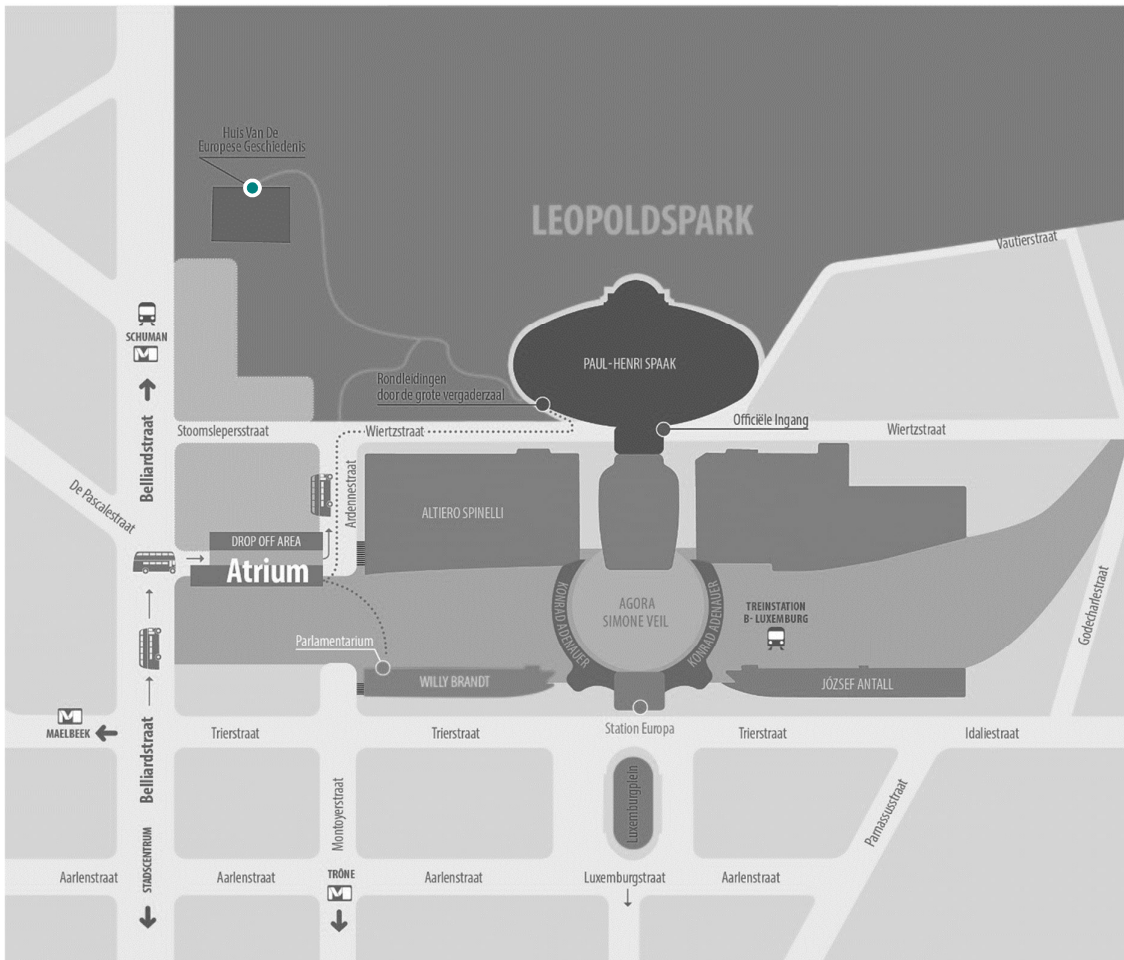 Huis Van De
Europese Geschiedenis
LEOPOLDSPARK
Vautierstraat
SCHUMAN
M
PAUL-HENRI SPAAK
Rondleidingen
door de grote vergaderzaal
Officiële Ingang
Stoomslepersstraat
Wiertzstraat
Wiertzstraat
Belliardstraat
De Pascalestraat
Ardennestraat
ALTIERO SPINELLI
DROP OFF AREA
Atrium
KONRAD ADENAUER
AGORA
SIMONE VEIL
KONRAD ADENAUER
TREINSTATION
B- LUXEMBURG
Godecharlestraat
Parlamentarium
WILLY BRANDT
JÓZSEF ANTALL
M
MAELBEEK
Belliardstraat
Trierstraat
Trierstraat
Station Europa
Trierstraat
Idaliestraat
Montoyerstraat
Luxemburgplein
Parnassusstraat
STADSCENTRUM
Aarlenstraat
Aarlenstraat
TRÔNE
M
Aarlenstraat
Luxemburgstraat
Aarlenstraat